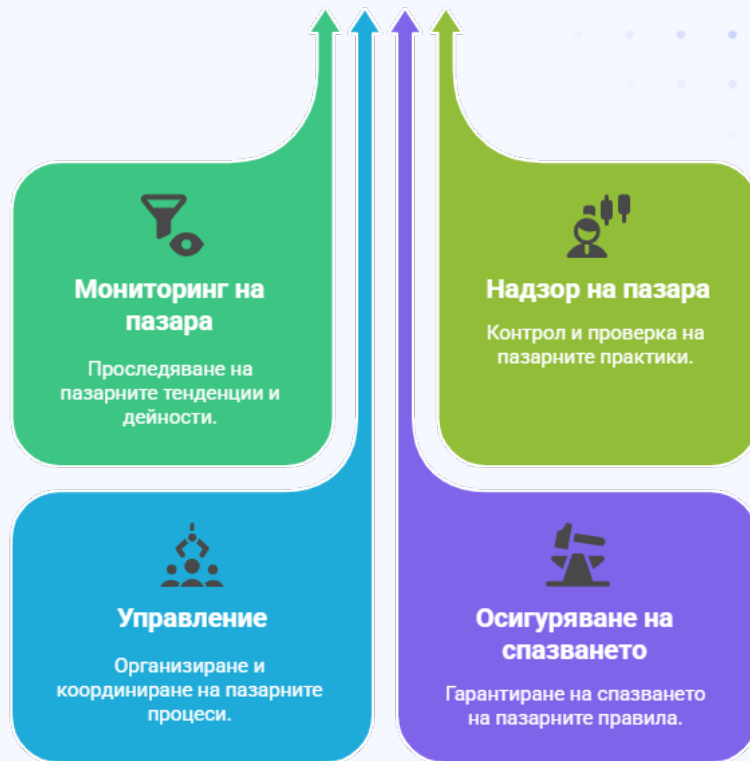 Мониторинг на
пазара
Проследяване на
пазарните тенденции и
дейности.
Надзор на пазара
Контрол и проверка на
пазарните практики.
Управление
Организиране и
координиране на пазарните
процеси.
Осигуряване на
спазването
Гарантиране на спазването
на пазарните правила.